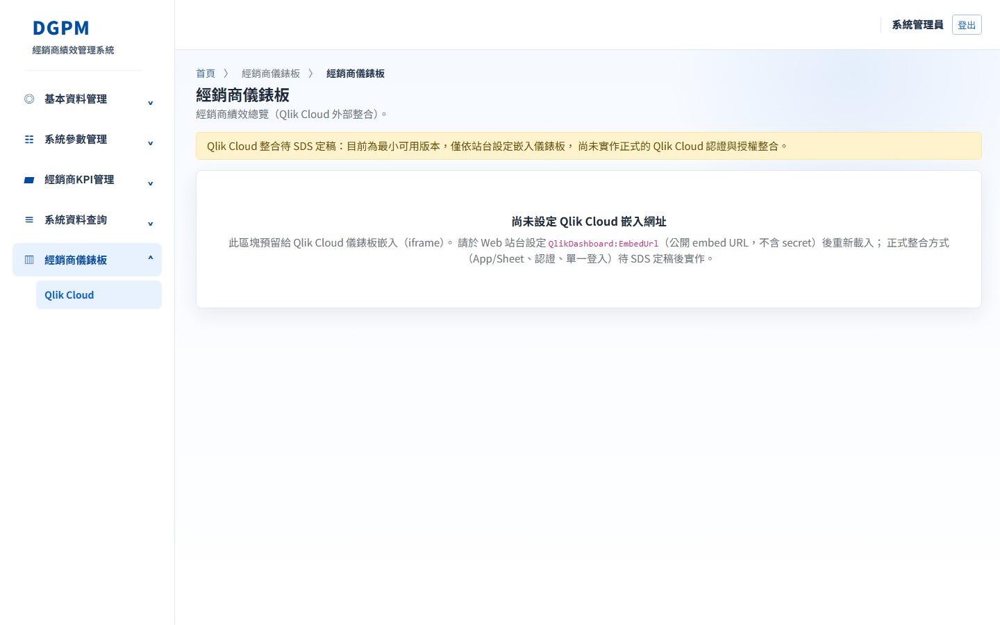 DGPM
經銷商績效管理系統
基本資料管理
系統參數管理
經銷商KPI管理
系統資料查詢
經銷商儀錶板
Qlik Cloud
系統管理員
登出
首頁 〉 經銷商儀錶板 〉 經銷商儀錶板
經銷商儀錶板
經銷商績效總覽（Qlik Cloud 外部整合）。
Qlik Cloud 整合待 SDS 定稿：目前為最小可用版本，僅依站台設定嵌入儀錶板， 尚未實作正式的 Qlik Cloud 認證與授權整合。
尚未設定 Qlik Cloud 嵌入網址
此區塊預留給 Qlik Cloud 儀錶板嵌入（iframe）。 請於 Web 站台設定 QlikDashboard:EmbedUrl（公開 embed URL，不含 secret）後重新載入； 正式整合方式
（App/Sheet、認證、單一登入）待 SDS 定稿後實作。